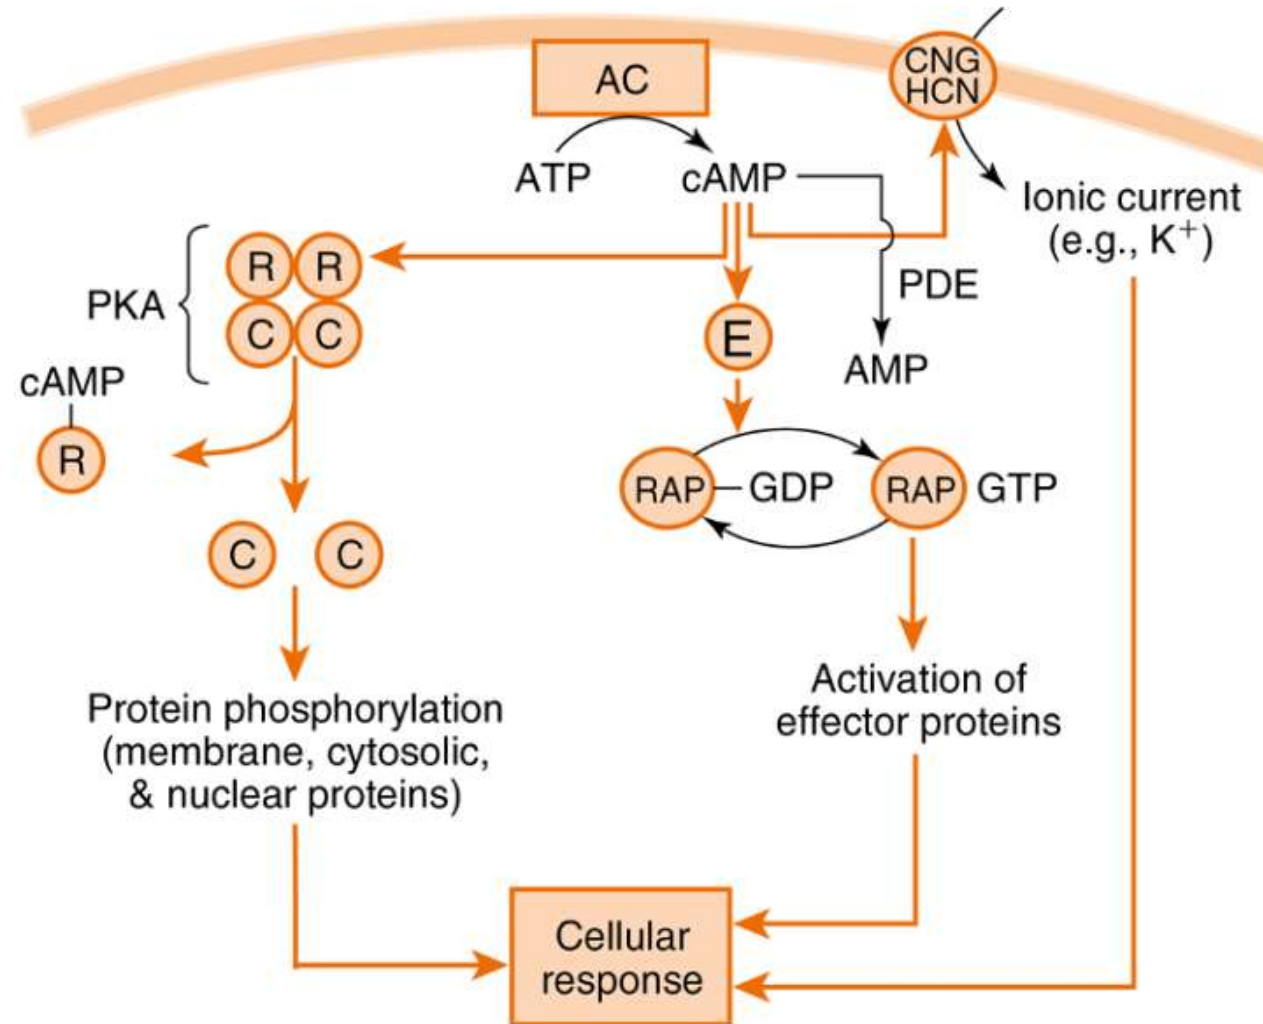 AC
CNG
HCN
ATP
cAMP
Ionic current
(e.g., K⁺)
R
R
PKA
C
C
E
PDE
AMP
cAMP
R
RAP
GDP
RAP
GTP
C
C
Protein phosphorylation
(membrane, cytosolic,
& nuclear proteins)
Activation of
effector proteins
Cellular
response